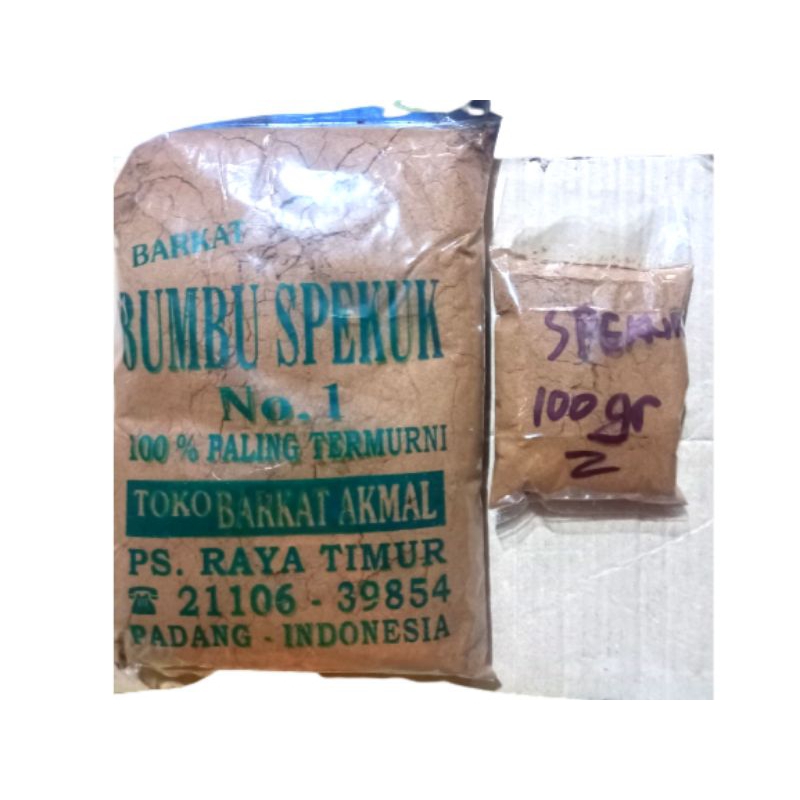 BARKAT
BUMBU SPEKUK
No. 1
100 % PALING TERMURNI
TOKO BARKAT AKMAL
PS. RAYA TIMUR
☎ 21106 - 39854
PADANG - INDONESIA
100 gr